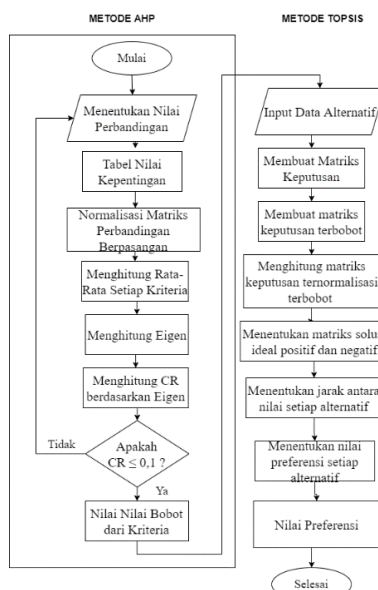 METODE AHP
Mulai
Menentukan Nilai
Perbandingan
Tabel Nilai
Kepentingan
Normalisasi Matriks
Perbandingan
Berpasangan
Menghitung Rata-
Rata Setiap Kriteria
Menghitung Eigen
Menghitung CR
berdasarkan Eigen
Tidak
Apakah
CR ≤ 0,1 ?
Ya
Nilai Nilai Bobot
dari Kriteria
METODE TOPSIS
Input Data Alternatif
Membuat Matriks
Keputusan
Membuat matriks
keputusan terbobot
Menghitung matriks
keputusan ternormalisasi
terbobot
Menentukan matriks solu
ideal positif dan negatif
Menentukan jarak antara
nilai setiap alternatif
Menentukan nilai
preferensi setiap
alternatif
Nilai Preferensi
Selesai